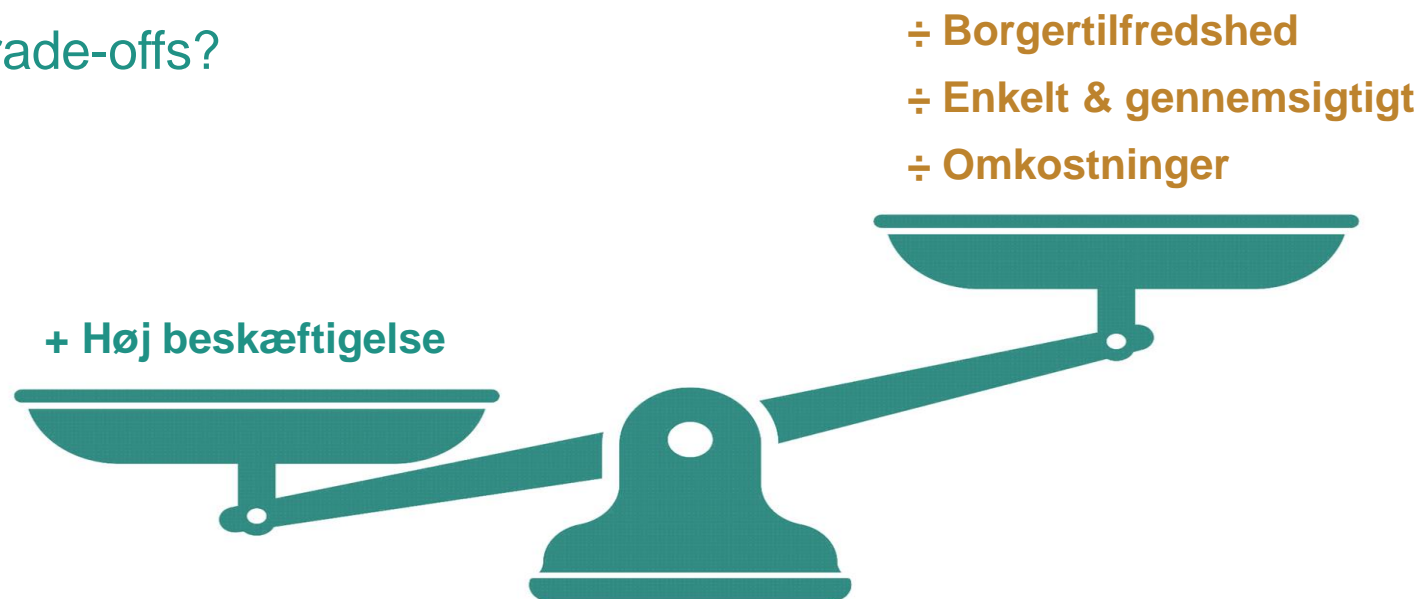 rade-offs?
÷ Borgertilfredshed
÷ Enkelt & gennemsigtigt
÷ Omkostninger
+ Høj beskæftigelse